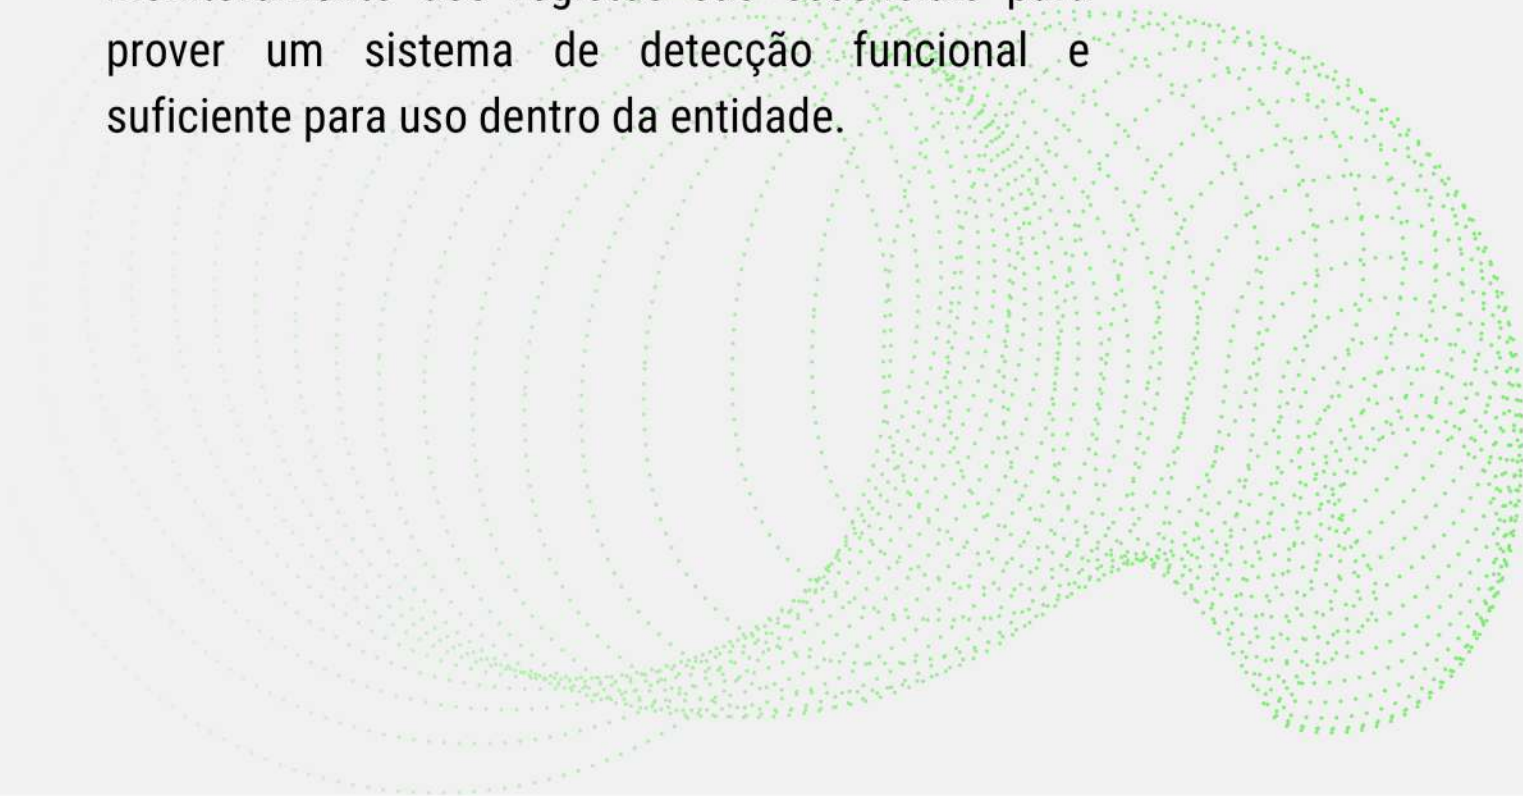 prover um sistema de detecção funcional e
suficiente para uso dentro da entidade.